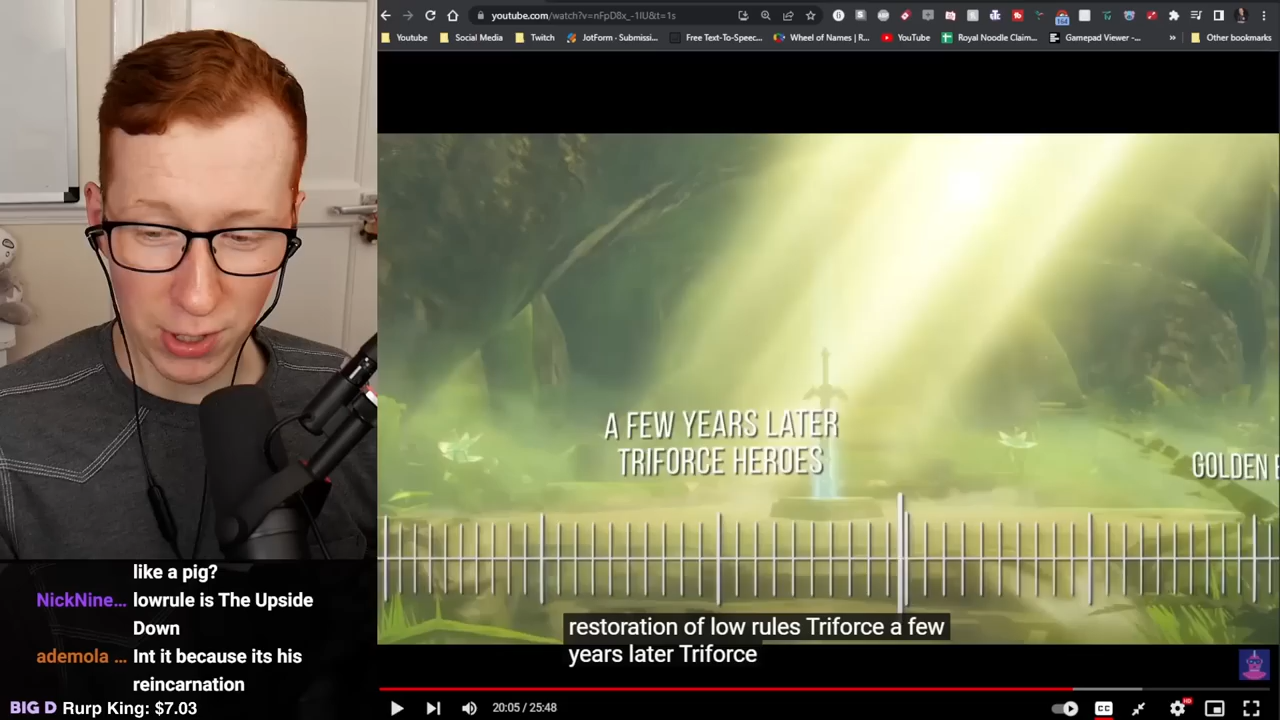 youtube.com/watch?v=nFpD8x_-1IU&t=1s
164
Youtube
Social Media
Twitch
JotForm - Submissi...
Free Text-To-Speec...
Wheel of Names | R...
YouTube
Royal Noodle Claim...
Gamepad Viewer -...
»
Other bookmarks
A FEW YEARS LATER
TRIFORCE HEROES
GOLDEN E
restoration of low rules Triforce a few
years later Triforce
like a pig?
NickNine... lowrule is The Upside
Down
ademola ... Int it because its his
reincarnation
BIG D Rurp King: $7.03
20:05 / 25:48
CC
HD